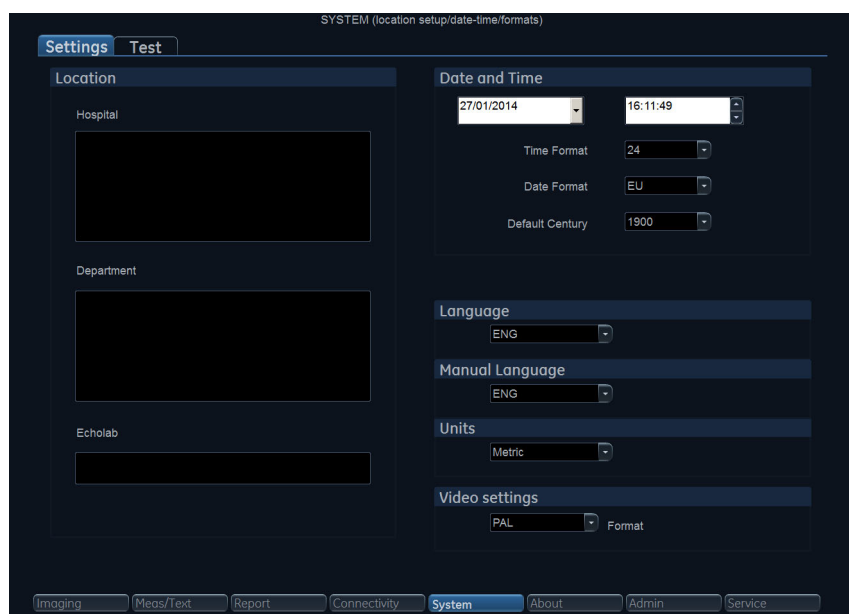 SYSTEM (location setup/date-time/formats)
Settings Test
Location
Hospital
Department
Echolab
Date and Time
27/01/2014 16:11:49
Time Format 24
Date Format EU
Default Century 1900
Language
ENG
Manual Language
ENG
Units
Metric
Video settings
PAL Format
Imaging Meas/Text Report Connectivity System About Admin Service